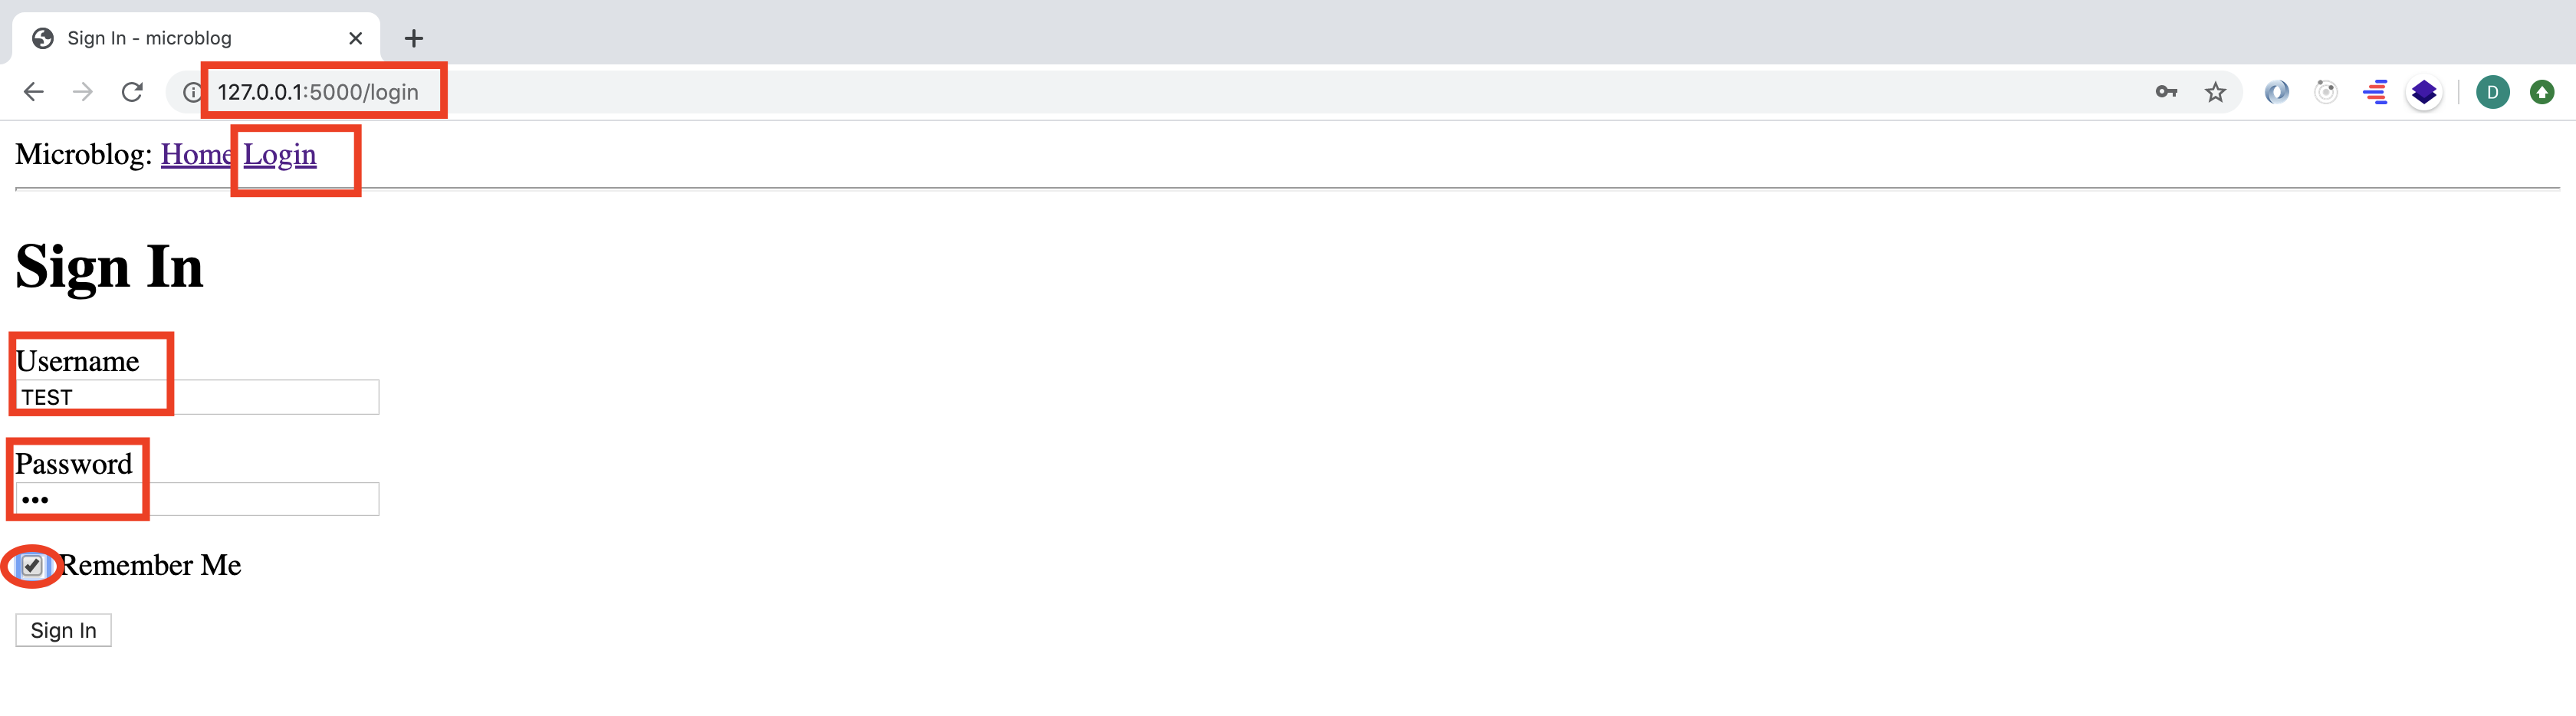 Sign In - microblog
127.0.0.1:5000/login
D
Microblog: Home Login
Sign In
Username
TEST
Password
•••
Remember Me
Sign In